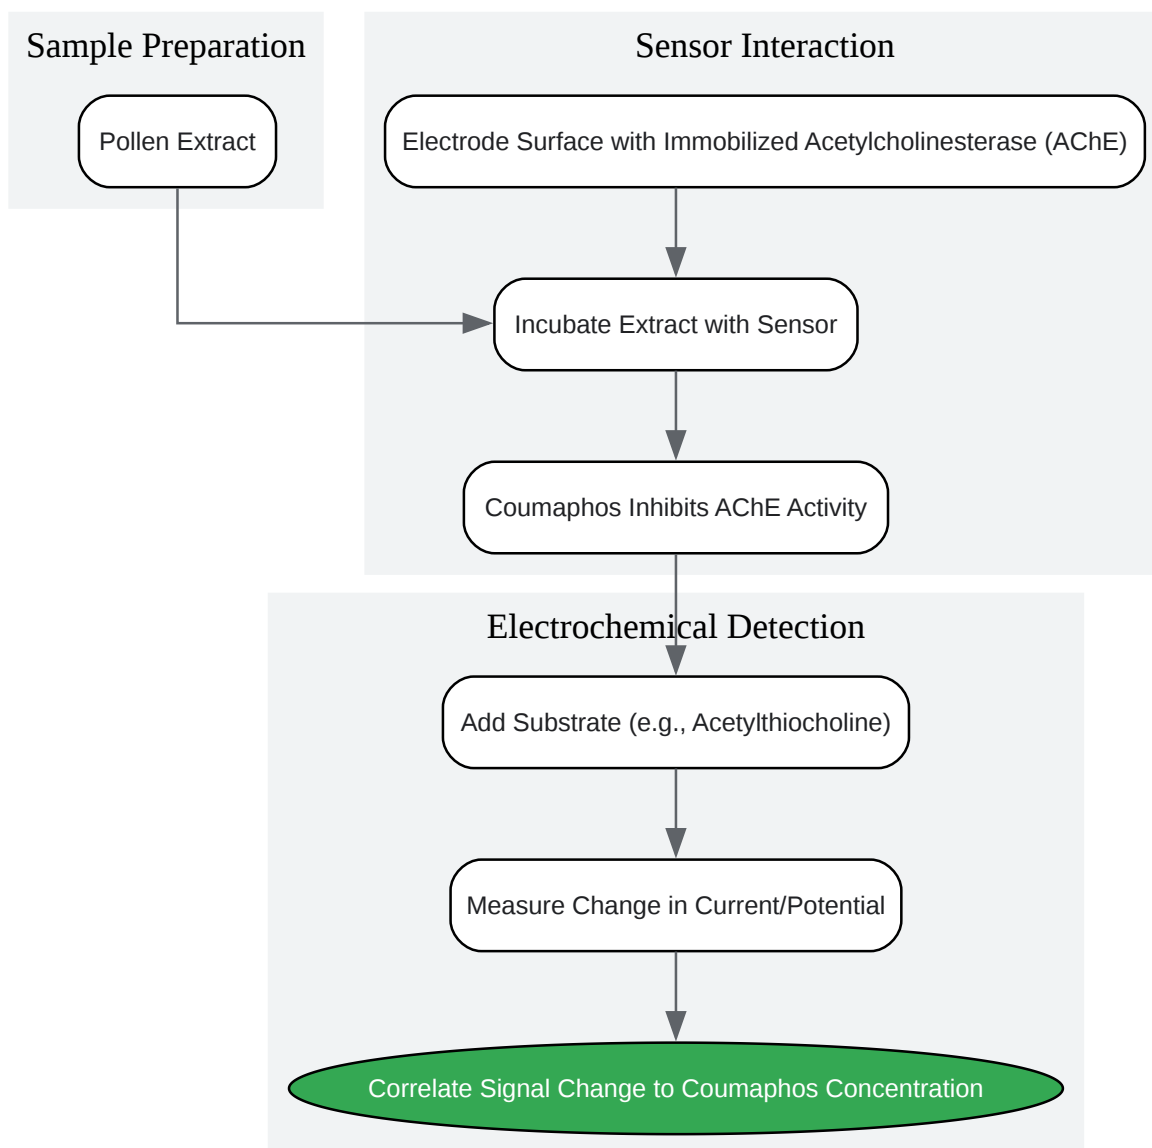 Sample Preparation
Pollen Extract
Sensor Interaction
Electrode Surface with Immobilized Acetylcholinesterase (AChE)
Incubate Extract with Sensor
Coumaphos Inhibits AChE Activity
Electrochemical Detection
Add Substrate (e.g., Acetylthiocholine)
Measure Change in Current/Potential
Correlate Signal Change to Coumaphos Concentration